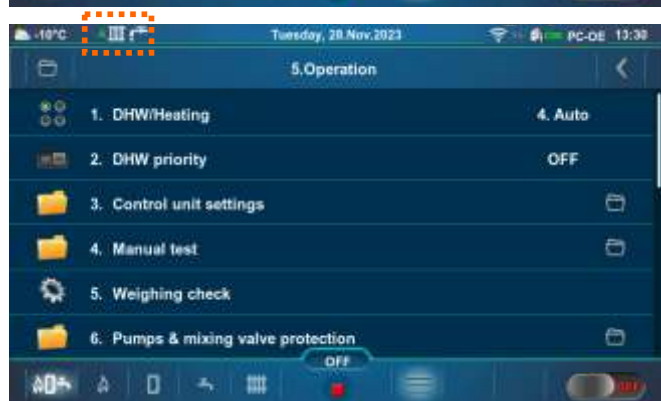 -10°C Tuesday, 28.Nov.2023 PC-OE 13:30
5.Operation
1. DHW/Heating 4. Auto
2. DHW priority OFF
3. Control unit settings
4. Manual test
5. Weighing check
6. Pumps & mixing valve protection
OFF
OFF